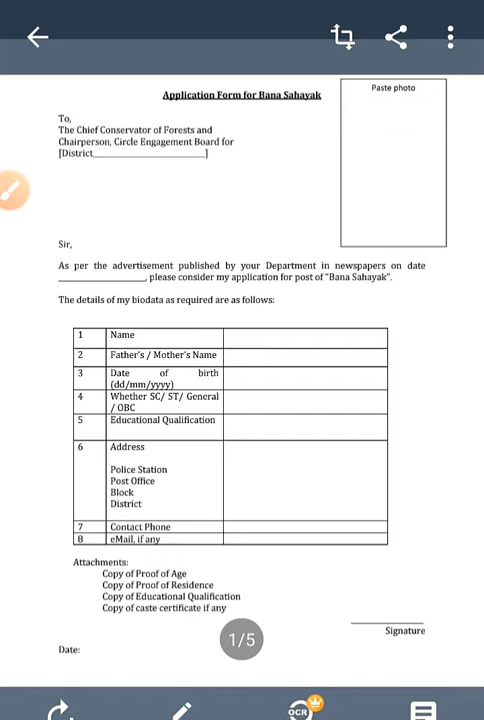 Application Form for Bana Sahayak
Paste photo
To,
The Chief Conservator of Forests and
Chairperson, Circle Engagement Board for
[District______________________]
Sir,
As per the advertisement published by your Department in newspapers on date
_________________, please consider my application for post of "Bana Sahayak".
The details of my biodata as required are as follows:
1 Name
2 Father's / Mother's Name
3 Date of birth
(dd/mm/yyyy)
4 Whether SC/ ST/ General
/ OBC
5 Educational Qualification
6 Address
Police Station
Post Office
Block
District
7 Contact Phone
8 eMail, if any
Attachments:
Copy of Proof of Age
Copy of Proof of Residence
Copy of Educational Qualification
Copy of caste certificate if any
Signature
1/5
Date:
OCR